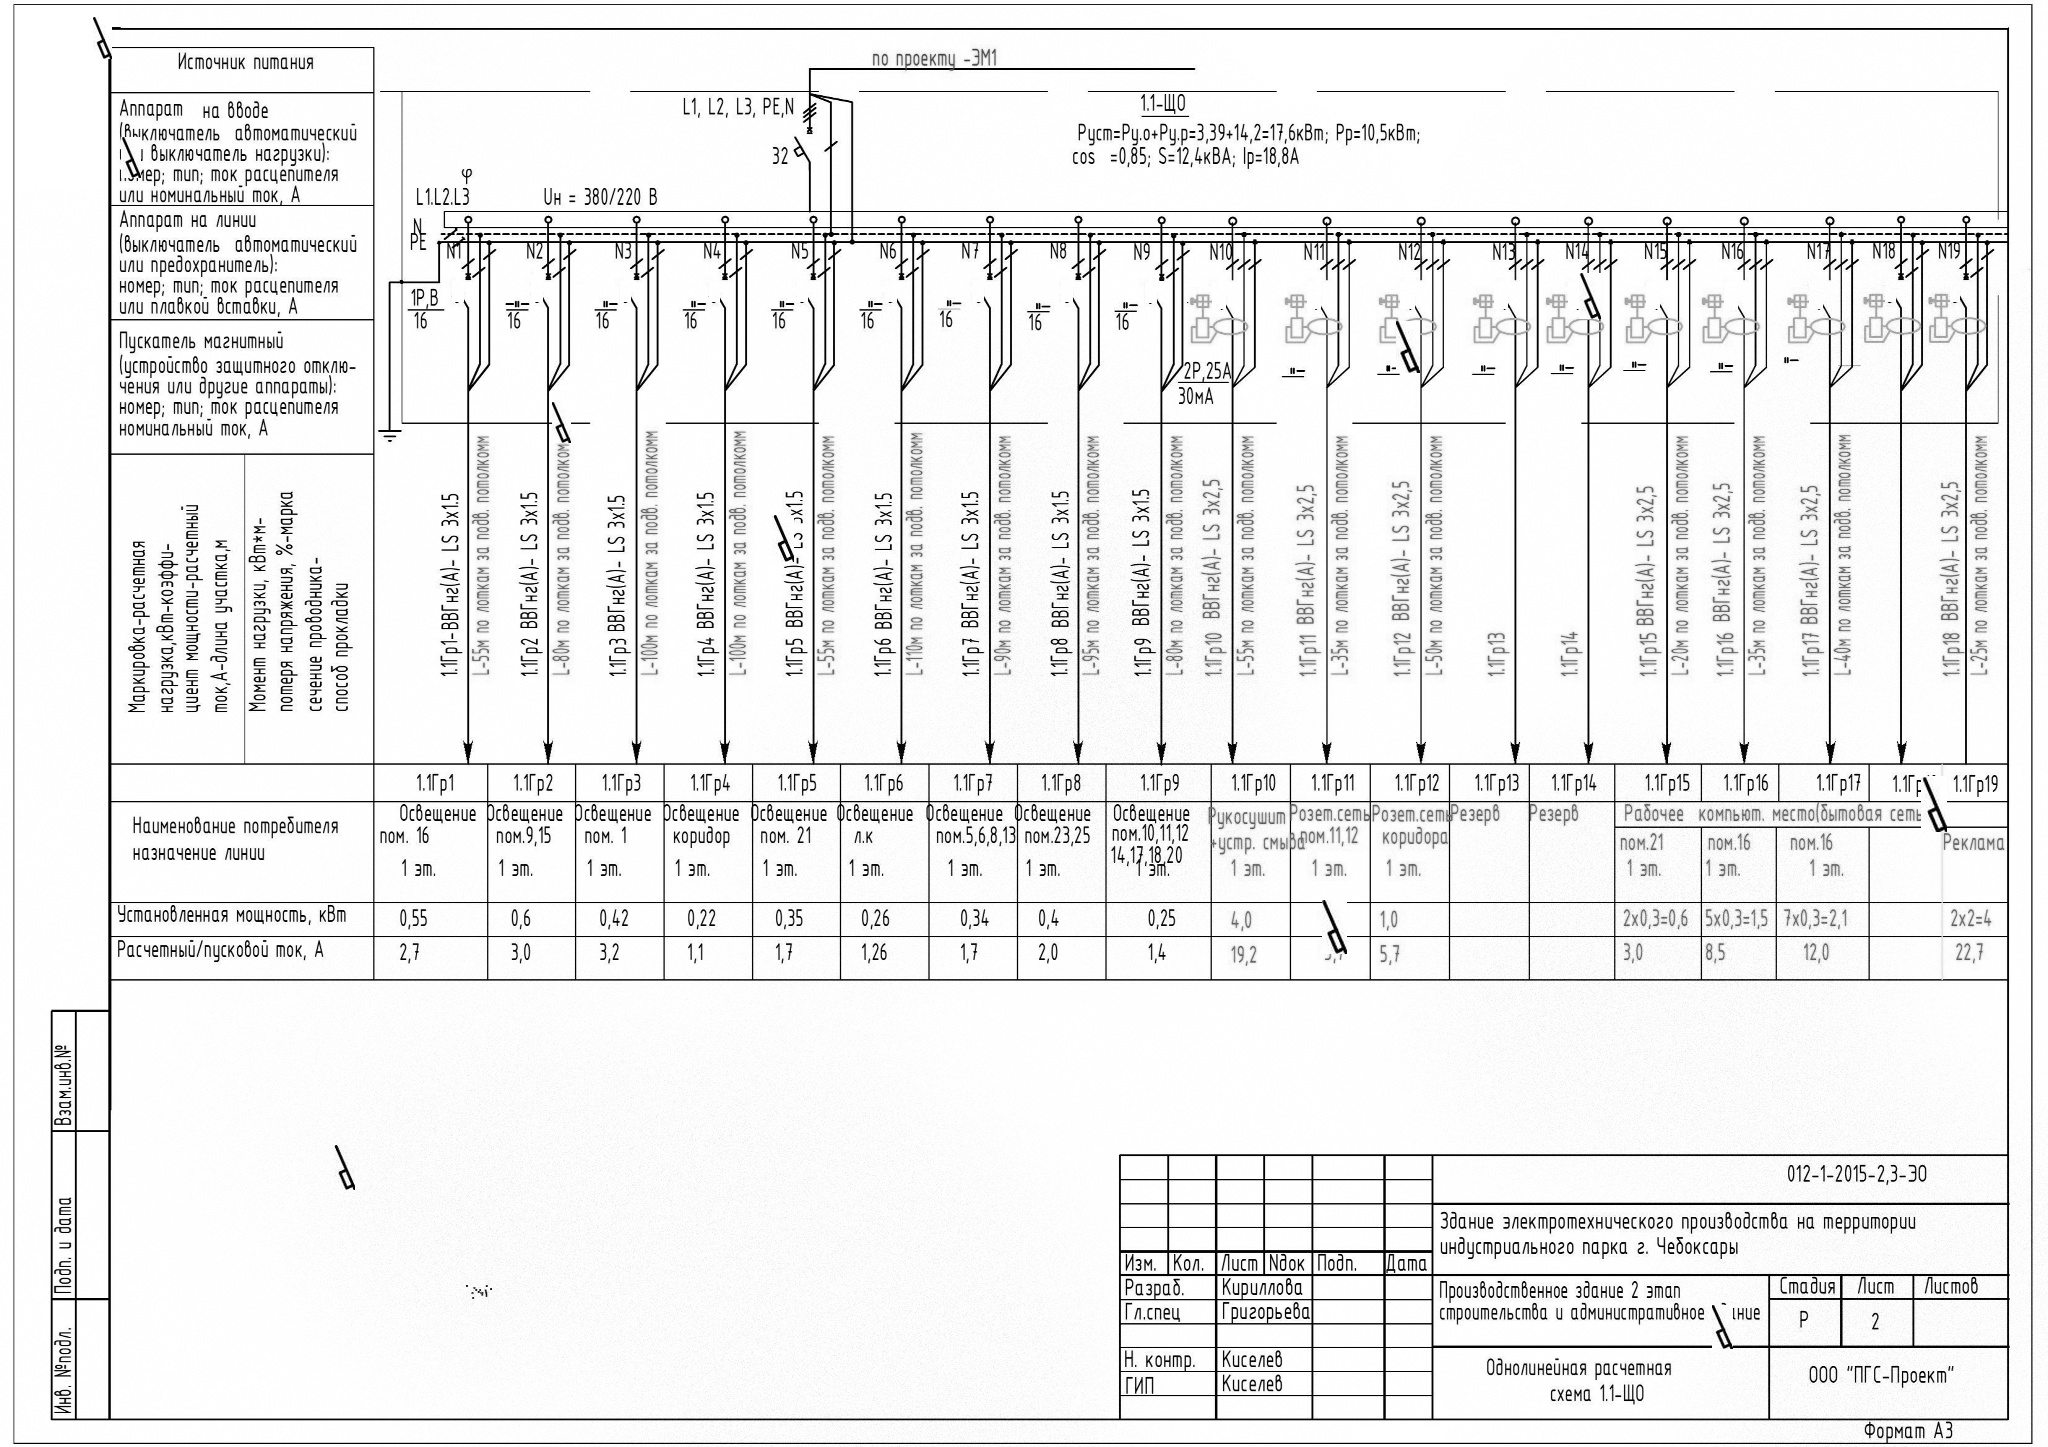 Источник питания
Аппарат на вводе
(выключатель автоматический
выключатель нагрузки):
тип; ток расцепителя
или номинальный ток, А
Аппарат на линии
(выключатель автоматический
или предохранитель):
номер; тип; ток расцепителя
или плавкой вставки, А
Пускатель магнитный
(устройство защитного отклю-
чения или другие аппараты):
номер; тип; ток расцепителя
номинальный ток, А
Маркировка-расчетная
нагрузка,кВт-коэффи-
циент мощности-расчетный
ток,А-длина участка,м
Момент нагрузки, кВт*м-
потеря напряжения, %-марка
сечение проводника-
способ прокладки
по проекту -ЭМ1
L1, L2, L3, PE,N
32
1.1-ЩО
Руст=Ру.о+Ру.р=3,39+14,2=17,6кВт; Рр=10,5кВт;
cos =0,85; S=12,4кВА; Iр=18,8А
φ
L1.L2.L3
Uн = 380/220 В
N
PE
N1 N2 N3 N4 N5 N6 N7 N8 N9 N10 N11 N12 N13 N14 N15 N16 N17 N18 N19
1Р,В
16 16 16 16 16 16 16 16 16
2Р,25А
30мА
1.1Гр1-ВВГнг(А)- LS 3х1.5
L-55м по лоткам за подв. потолкомм
1.1Гр2 ВВГнг(А)- LS 3х1.5
L-80м по лоткам за подв. потолкомм
1.1Гр3 ВВГнг(А)- LS 3х1.5
L-100м по лоткам за подв. потолкомм
1.1Гр4 ВВГнг(А)- LS 3х1.5
L-100м по лоткам за подв. потолкомм
1.1Гр5 ВВГнг(А)- LS 3х1.5
L-55м по лоткам за подв. потолкомм
1.1Гр6 ВВГнг(А)- LS 3х1.5
L-110м по лоткам за подв. потолкомм
1.1Гр7 ВВГнг(А)- LS 3х1.5
L-90м по лоткам за подв. потолкомм
1.1Гр8 ВВГнг(А)- LS 3х1.5
L-95м по лоткам за подв. потолкомм
1.1Гр9 ВВГнг(А)- LS 3х1.5
L-80м по лоткам за подв. потолкомм
1.1Гр10 ВВГнг(А)- LS 3х2,5
L-55м по лоткам за подв. потолкомм
1.1Гр11 ВВГнг(А)- LS 3х2,5
L-35м по лоткам за подв. потолкомм
1.1Гр12 ВВГнг(А)- LS 3х2,5
L-50м по лоткам за подв. потолкомм
1.1Гр13
1.1Гр14
1.1Гр15 ВВГнг(А)- LS 3х2,5
L-20м по лоткам за подв. потолкомм
1.1Гр16 ВВГнг(А)- LS 3х2,5
L-35м по лоткам за подв. потолкомм
1.1Гр17 ВВГнг(А)- LS 3х2,5
L-40м по лоткам за подв. потолкомм
1.1Гр18 ВВГнг(А)- LS 3х2,5
L-25м по лоткам за подв. потолкомм
1.1Гр1 1.1Гр2 1.1Гр3 1.1Гр4 1.1Гр5 1.1Гр6 1.1Гр7 1.1Гр8 1.1Гр9 1.1Гр10 1.1Гр11 1.1Гр12 1.1Гр13 1.1Гр14 1.1Гр15 1.1Гр16 1.1Гр17 1.1Гр19
Наименование потребителя
назначение линии
Освещение
пом. 16
1 эт.
Освещение
пом.9,15
1 эт.
Освещение
пом. 1
1 эт.
Освещение
коридор
1 эт.
Освещение
пом. 21
1 эт.
Освещение
л.к
1 эт.
Освещение
пом.5,6,8,13
1 эт.
Освещение
пом.23,25
1 эт.
Освещение
пом.10,11,12
14,17,18,20
1 эт.
Рукосушит
+устр. смыва
1 эт.
Розет.сеть
пом.11,12
1 эт.
Розет.сеть
коридора
1 эт.
Резерв
Резерв
Рабочее компьют. место(бытовая сеть
пом.21
1 эт.
пом.16
1 эт.
пом.16
1 эт.
Реклама
Установленная мощность, кВт
0,55 0,6 0,42 0,22 0,35 0,26 0,34 0,4 0,25 4,0 1,0 2х0,3=0,6 5х0,3=1,5 7х0,3=2,1 2х2=4
Расчетный/пусковой ток, А
2,7 3,0 3,2 1,1 1,7 1,26 1,7 2,0 1,4 19,2 5,7 3,0 8,5 12,0 22,7
Взам.инв.№
Подп. и дата
Инв. №подл.
012-1-2015-2,3-ЭО
Здание электротехнического производства на территории
индустриального парка г. Чебоксары
Изм. Кол. Лист Nдок Подп. Дата
Разраб. Кириллова
Гл.спец Григорьева
Н. контр. Киселев
ГИП Киселев
Производственное здание 2 этап
строительства и административное
Стадия Лист Листов
Р 2
Однолинейная расчетная
схема 1.1-ЩО
ООО "ПГС-Проект"
Формат А3